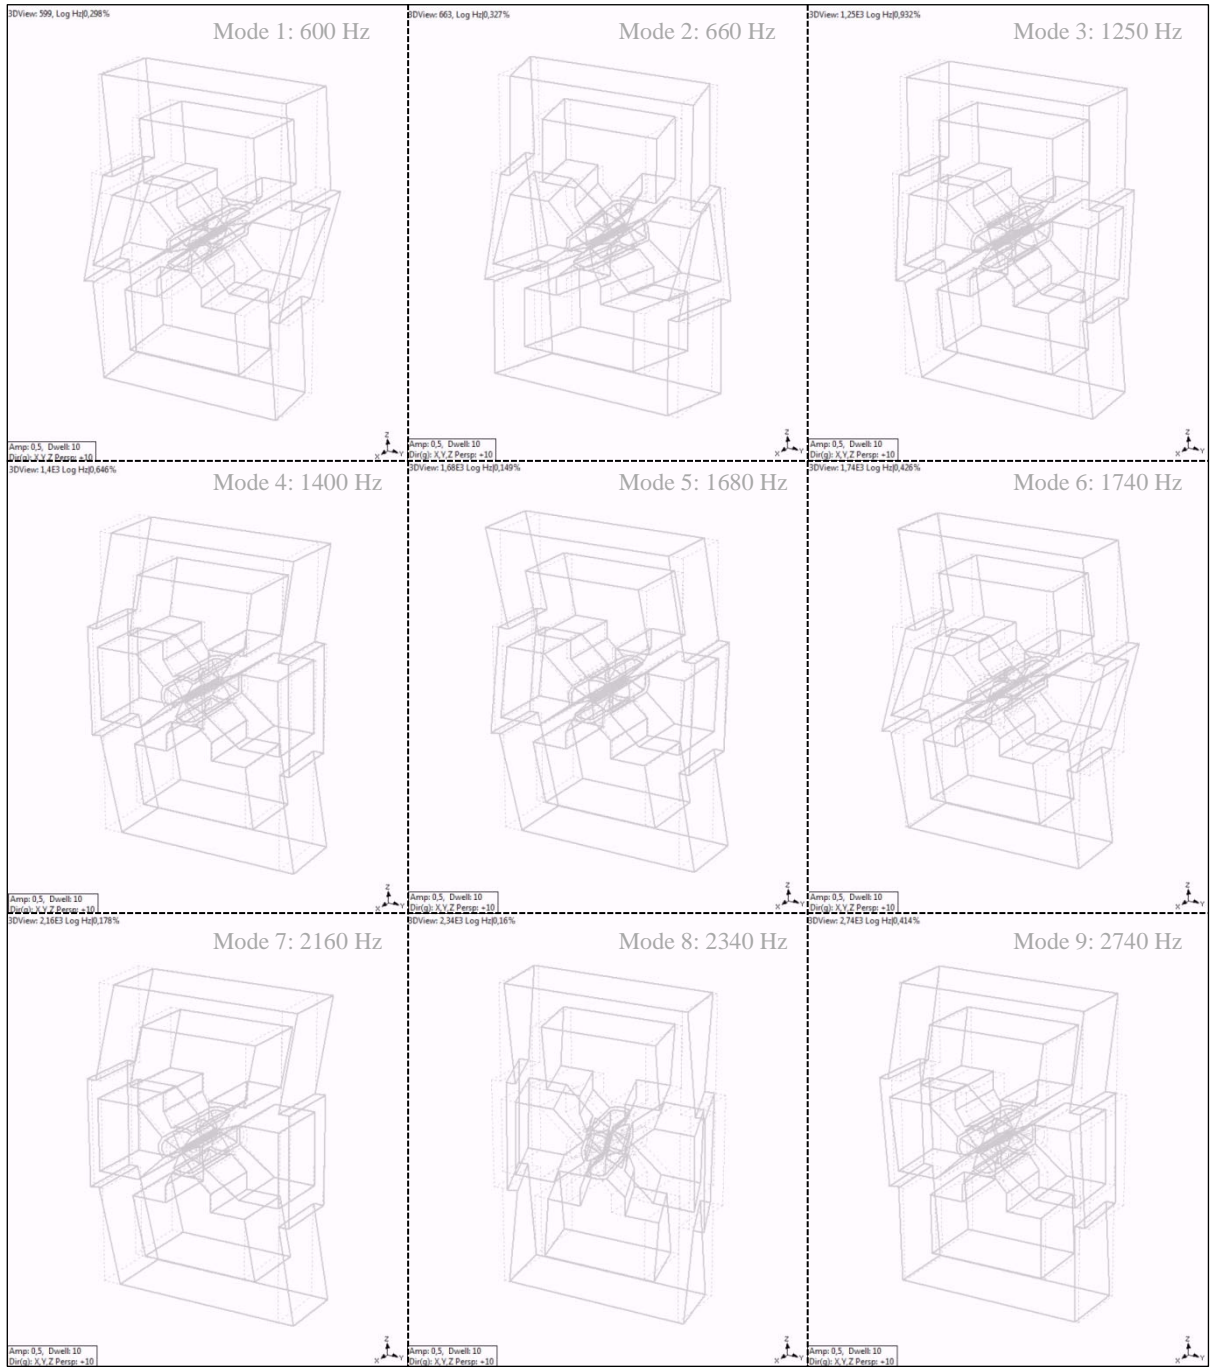 3DView: 599, Log Hz|0,298%
Mode 1: 600 Hz
Amp: 0,5, Dwell: 10
Dir(g): X,Y,Z Persp: +10
Z
X
Y
3DView: 663, Log Hz|0,327%
Mode 2: 660 Hz
Amp: 0,5, Dwell: 10
Dir(g): X,Y,Z Persp: +10
Z
X
Y
3DView: 1,25E3 Log Hz|0,932%
Mode 3: 1250 Hz
Amp: 0,5, Dwell: 10
Dir(g): X,Y,Z Persp: +10
Z
X
Y
3DView: 1,4E3 Log Hz|0,646%
Mode 4: 1400 Hz
Amp: 0,5, Dwell: 10
Dir(g): X,Y,Z Persp: +10
Z
X
Y
3DView: 1,68E3 Log Hz|0,149%
Mode 5: 1680 Hz
Amp: 0,5, Dwell: 10
Dir(g): X,Y,Z Persp: +10
Z
X
Y
3DView: 1,74E3 Log Hz|0,426%
Mode 6: 1740 Hz
Amp: 0,5, Dwell: 10
Dir(g): X,Y,Z Persp: +10
Z
X
Y
3DView: 2,16E3 Log Hz|0,178%
Mode 7: 2160 Hz
Amp: 0,5, Dwell: 10
Dir(g): X,Y,Z Persp: +10
Z
X
Y
3DView: 2,34E3 Log Hz|0,16%
Mode 8: 2340 Hz
Amp: 0,5, Dwell: 10
Dir(g): X,Y,Z Persp: +10
Z
X
Y
3DView: 2,74E3 Log Hz|0,414%
Mode 9: 2740 Hz
Amp: 0,5, Dwell: 10
Dir(g): X,Y,Z Persp: +10
Z
X
Y